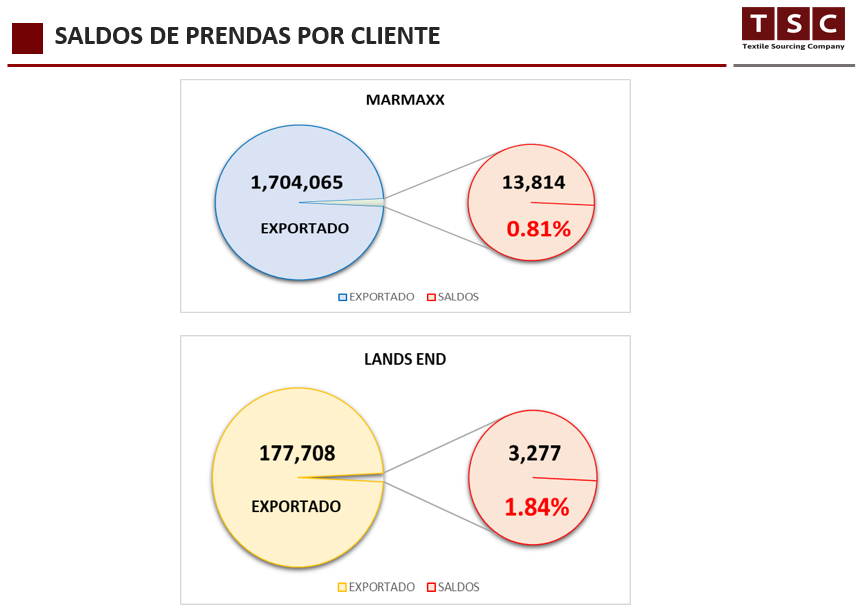 SALDOS DE PRENDAS POR CLIENTE
TSC
Textile Sourcing Company
MARMAXX
1,704,065
EXPORTADO
13,814
0.81%
EXPORTADO SALDOS
LANDS END
177,708
EXPORTADO
3,277
1.84%
EXPORTADO SALDOS